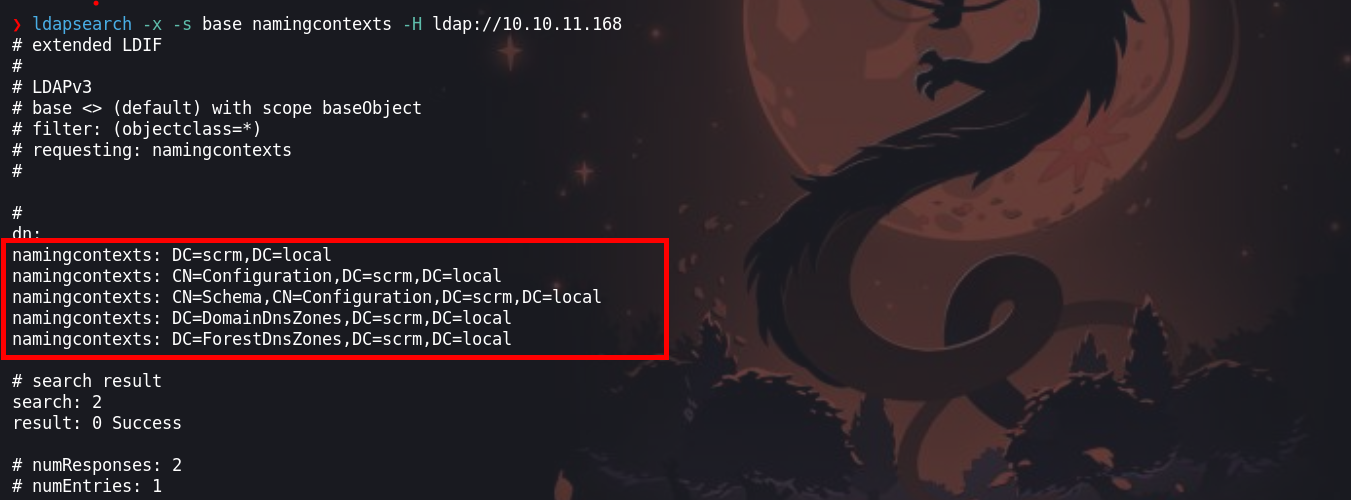 ❯ ldapsearch -x -s base namingcontexts -H ldap://10.10.11.168
# extended LDIF
#
# LDAPv3
# base <> (default) with scope baseObject
# filter: (objectclass=*)
# requesting: namingcontexts
#
#
dn:
namingcontexts: DC=scrm,DC=local
namingcontexts: CN=Configuration,DC=scrm,DC=local
namingcontexts: CN=Schema,CN=Configuration,DC=scrm,DC=local
namingcontexts: DC=DomainDnsZones,DC=scrm,DC=local
namingcontexts: DC=ForestDnsZones,DC=scrm,DC=local
# search result
search: 2
result: 0 Success
# numResponses: 2
# numEntries: 1